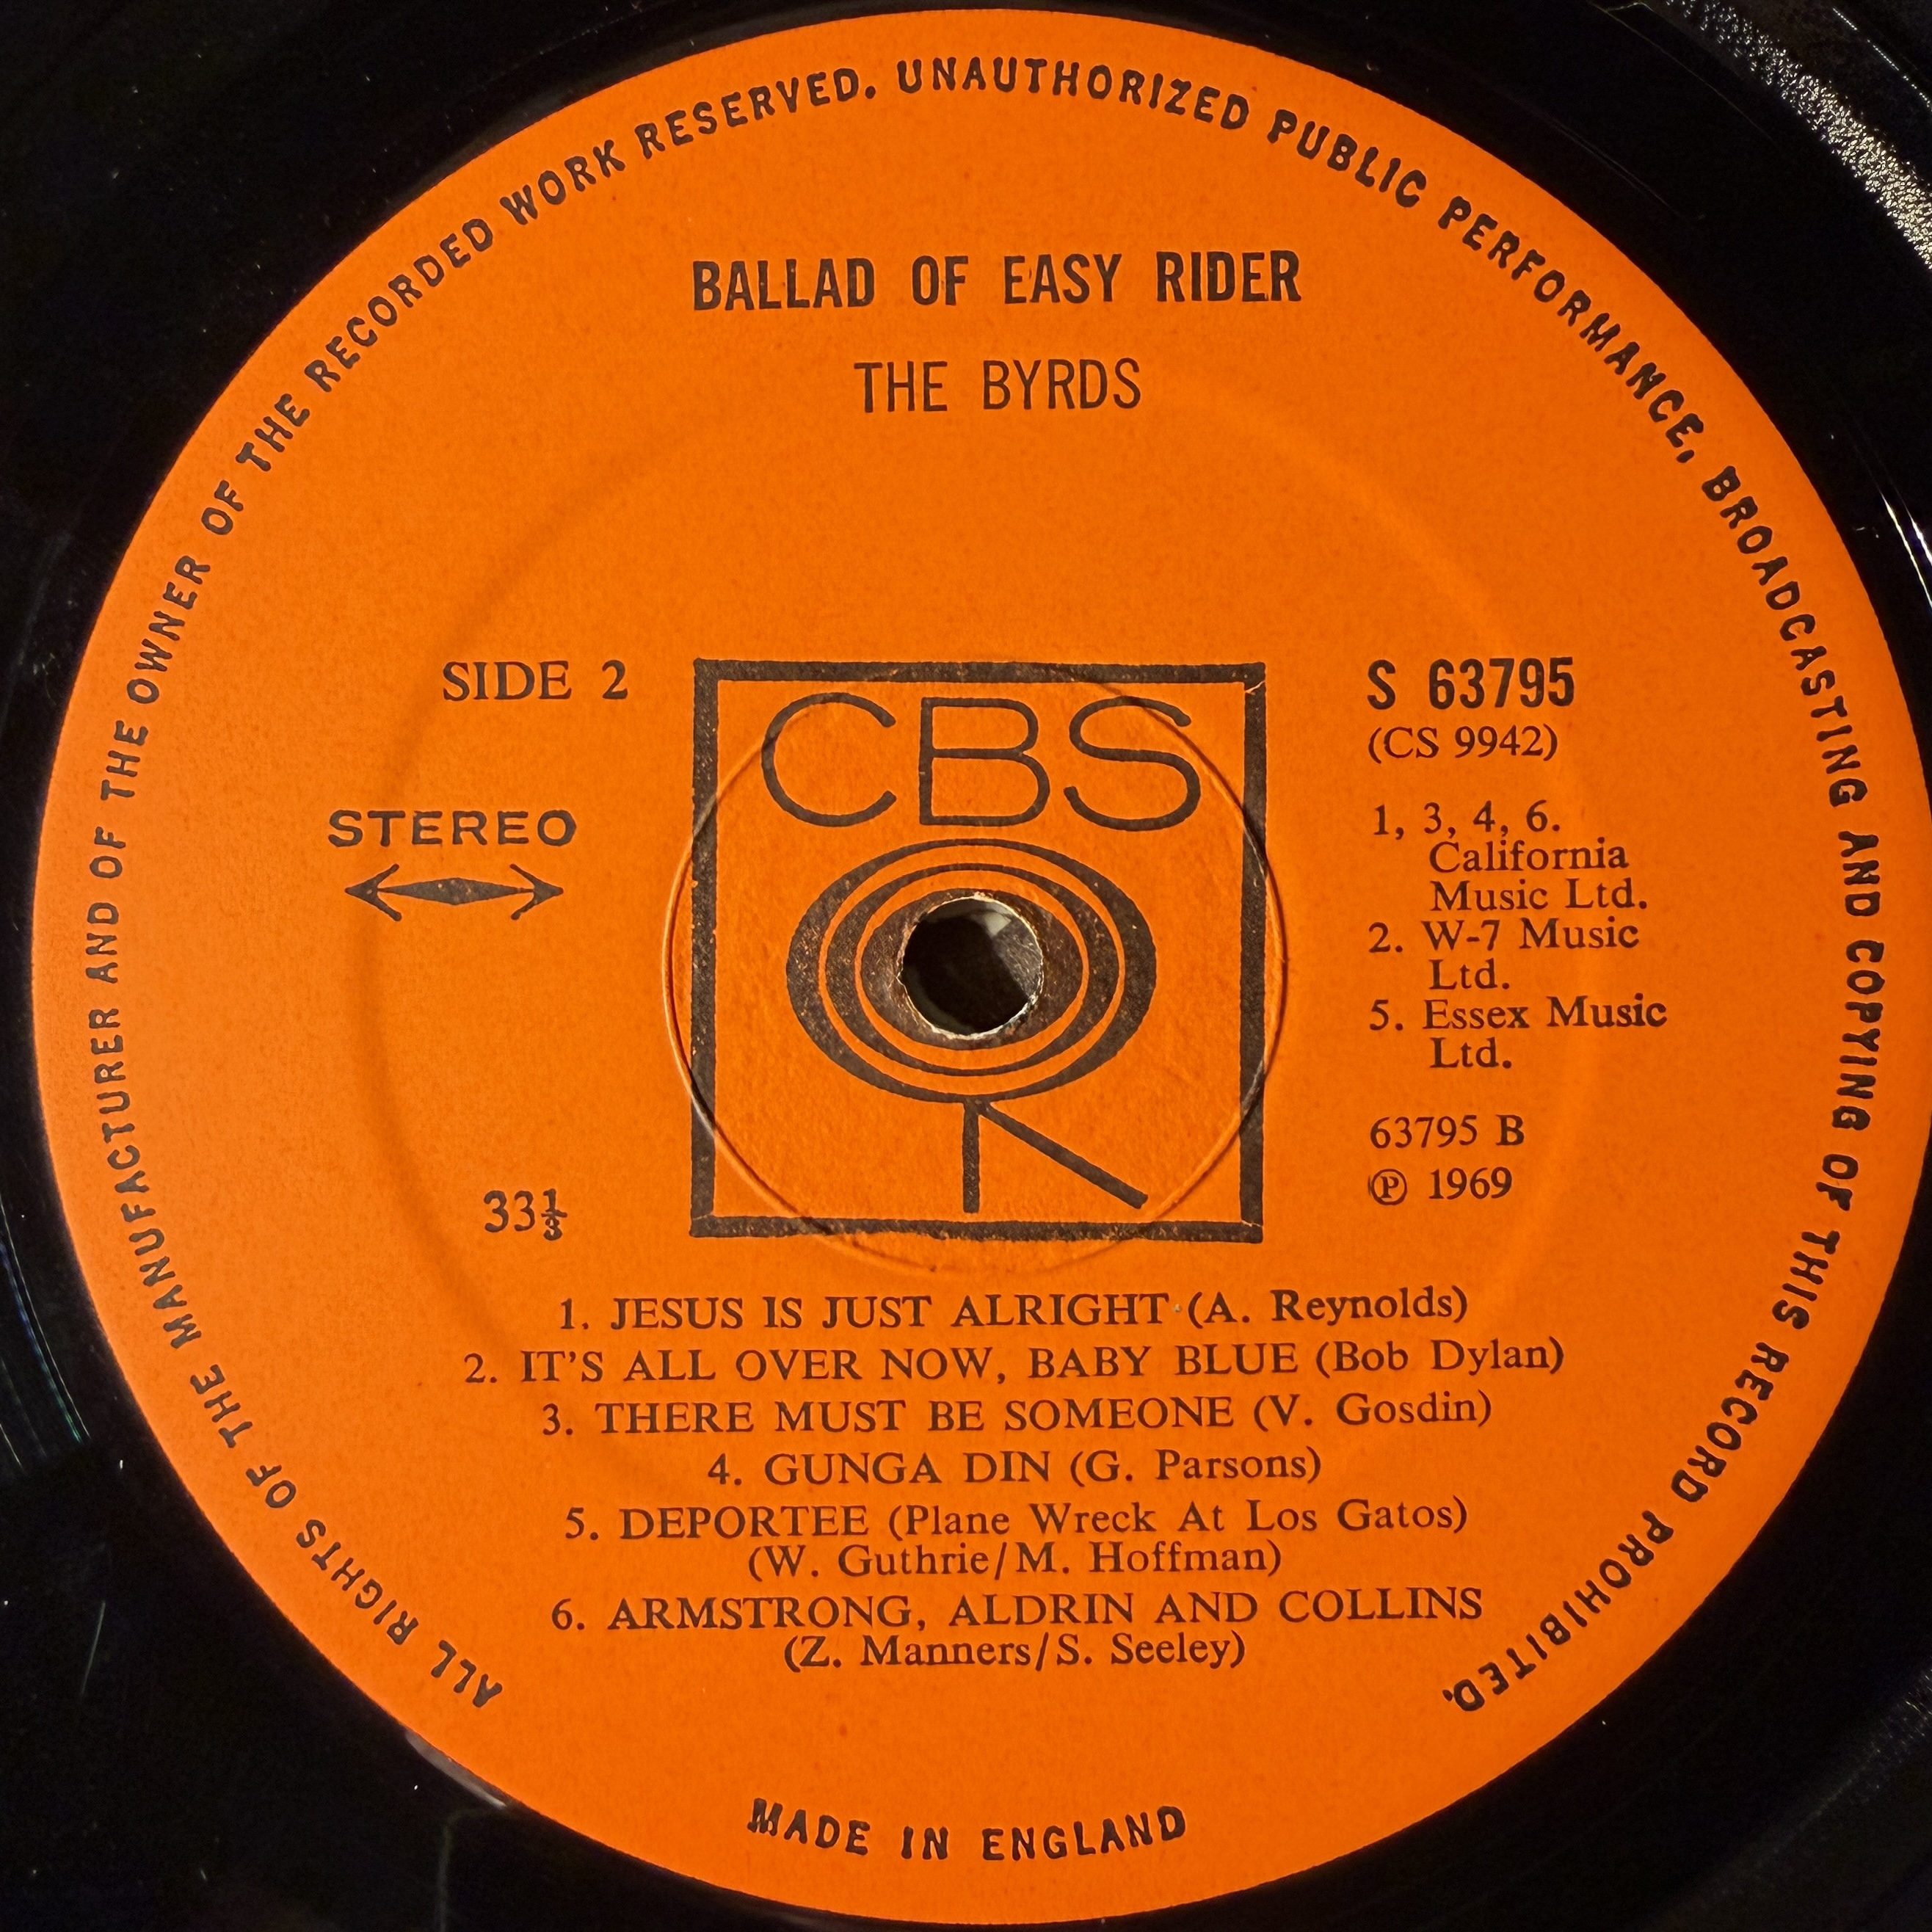 ALL RIGHTS OF THE MANUFACTURER AND OF THE OWNER OF THE RECORDED WORK RESERVED. UNAUTHORIZED PUBLIC PERFORMANCE, BROADCASTING AND COPYING OF THIS RECORD PROHIBITED.
BALLAD OF EASY RIDER
THE BYRDS
SIDE 2
STEREO
33⅓
CBS
S 63795
(CS 9942)
1, 3, 4, 6.
California
Music Ltd.
2. W-7 Music
Ltd.
5. Essex Music
Ltd.
63795 B
℗ 1969
1. JESUS IS JUST ALRIGHT (A. Reynolds)
2. IT'S ALL OVER NOW, BABY BLUE (Bob Dylan)
3. THERE MUST BE SOMEONE (V. Gosdin)
4. GUNGA DIN (G. Parsons)
5. DEPORTEE (Plane Wreck At Los Gatos)
(W. Guthrie/M. Hoffman)
6. ARMSTRONG, ALDRIN AND COLLINS
(Z. Manners/S. Seeley)
MADE IN ENGLAND